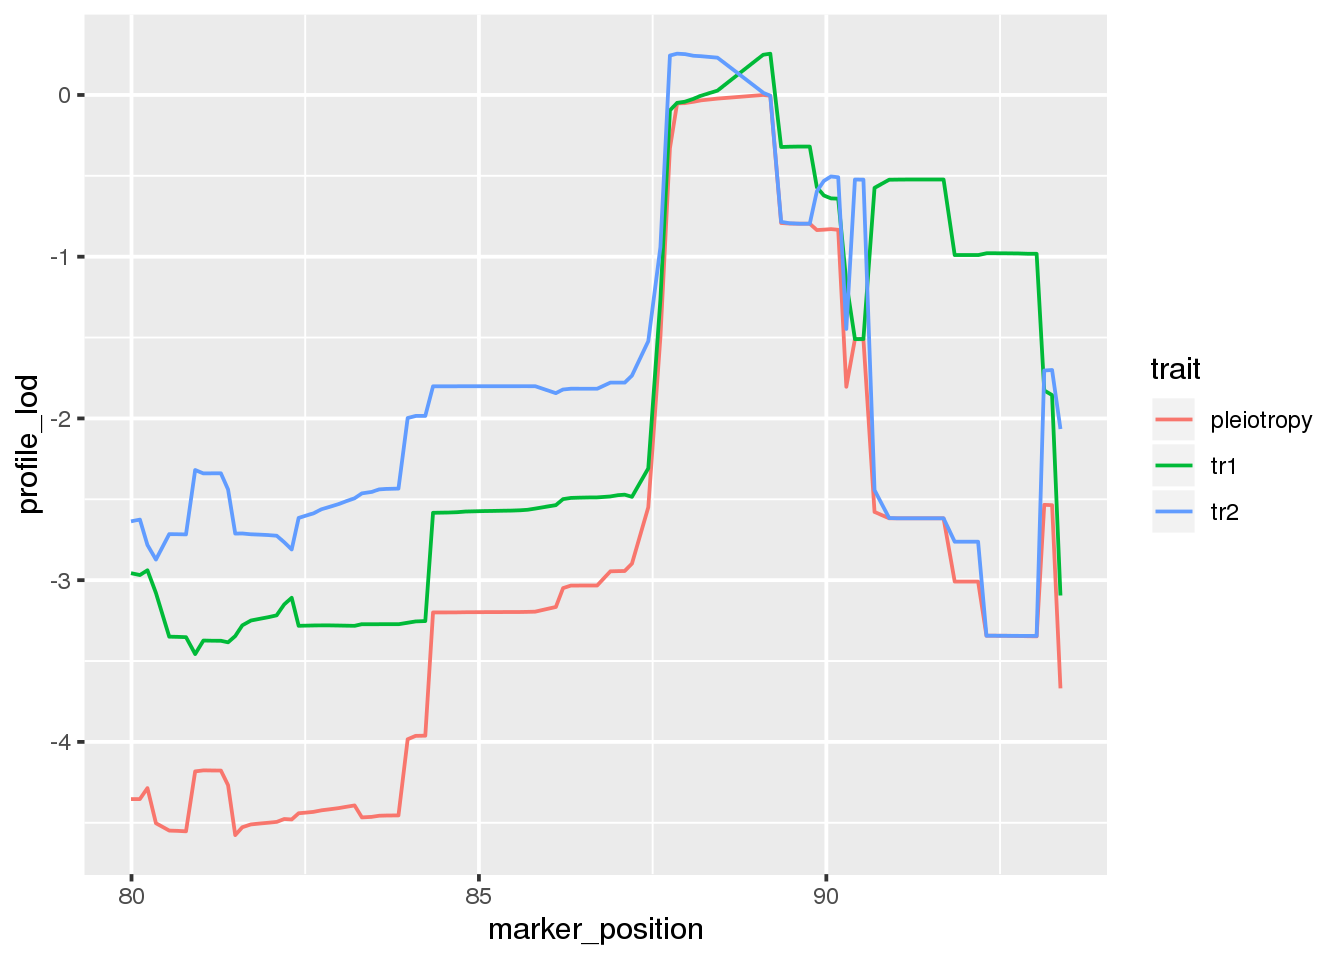 0
-1
-2
-3
-4
profile_lod
80
85
90
marker_position
trait
pleiotropy
tr1
tr2